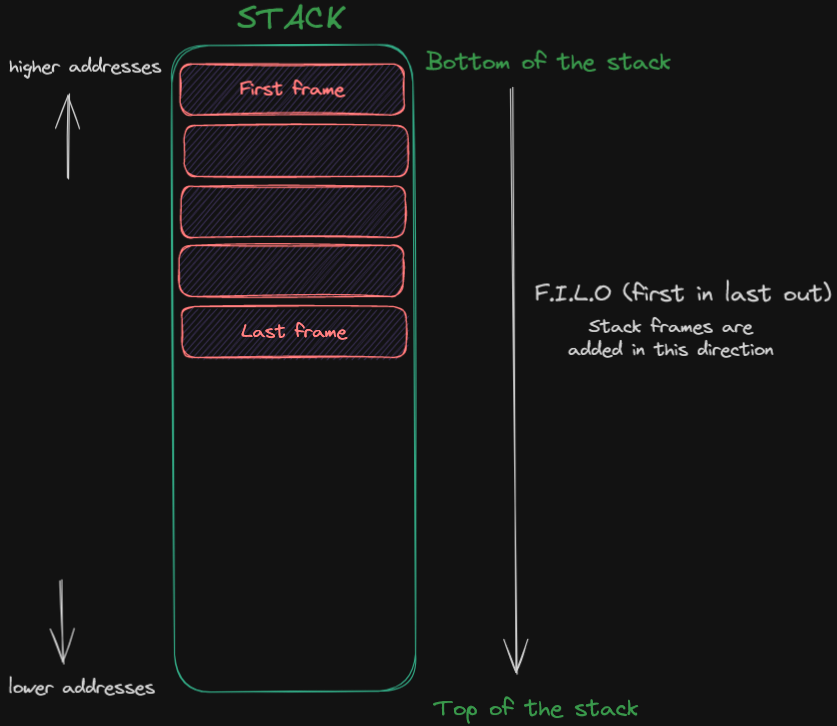 STACK
higher addresses
Bottom of the stack
First frame
F.I.L.O (first in last out)
Stack frames are
added in this direction
Last frame
lower addresses
Top of the stack